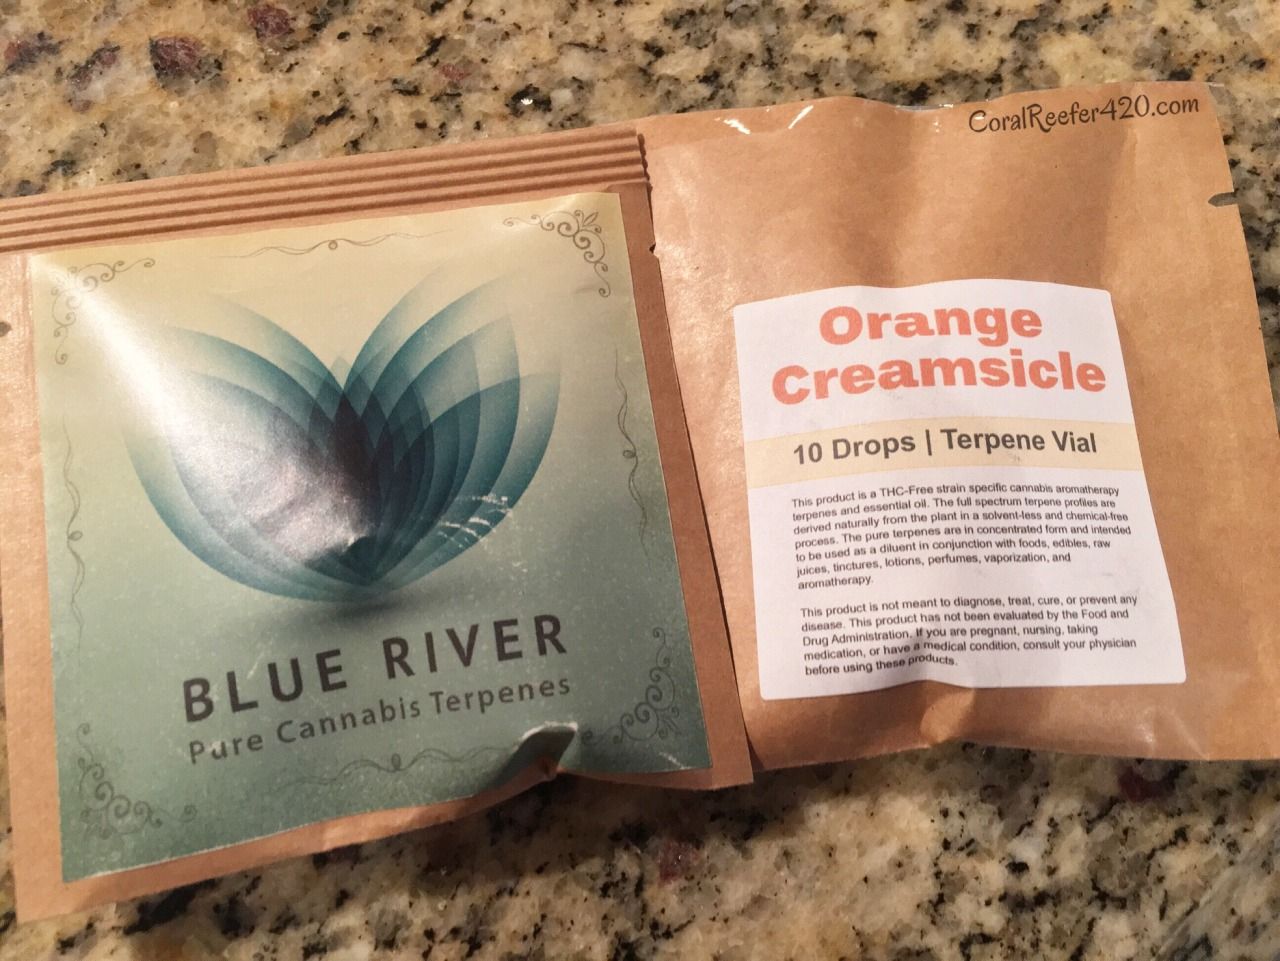 CoralReefer420.com
BLUE RIVER
Pure Cannabis Terpenes
Orange
Creamsicle
10 Drops | Terpene Vial
This product is a THC-Free strain specific cannabis aromatherapy
terpenes and essential oil. The full spectrum terpene profiles are
derived naturally from the plant in a solvent-less and chemical-free
process. The pure terpenes are in concentrated form and intended
to be used as a diluent in conjunction with foods, edibles, raw
juices, tinctures, lotions, perfumes, vaporization, and
aromatherapy.
This product is not meant to diagnose, treat, cure, or prevent any
disease. This product has not been evaluated by the Food and
Drug Administration. If you are pregnant, nursing, taking
medication, or have a medical condition, consult your physician
before using these products.